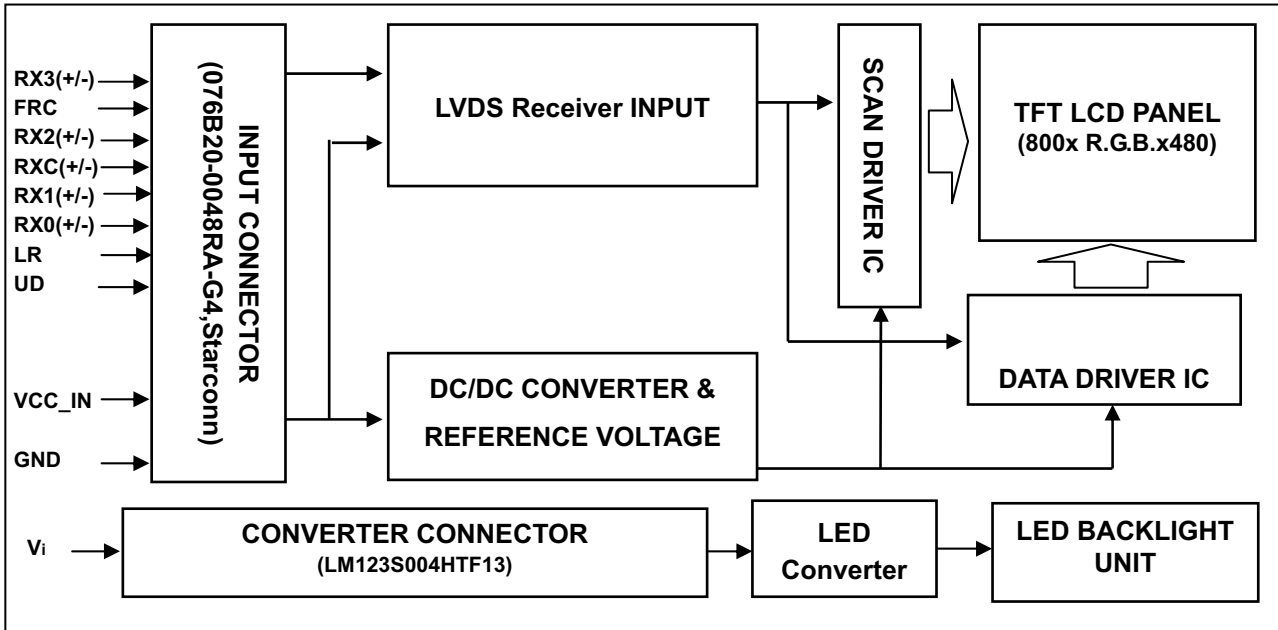 RX3(+/-)
FRC
RX2(+/-)
RXC(+/-)
RX1(+/-)
RX0(+/-)
LR
UD
VCC_IN
GND
INPUT CONNECTOR
(076B20-0048RA-G4,Starconn)
LVDS Receiver INPUT
SCAN DRIVER IC
TFT LCD PANEL
(800x R.G.B.x480)
DC/DC CONVERTER &
REFERENCE VOLTAGE
DATA DRIVER IC
Vi
CONVERTER CONNECTOR
(LM123S004HTF13)
LED
Converter
LED BACKLIGHT
UNIT